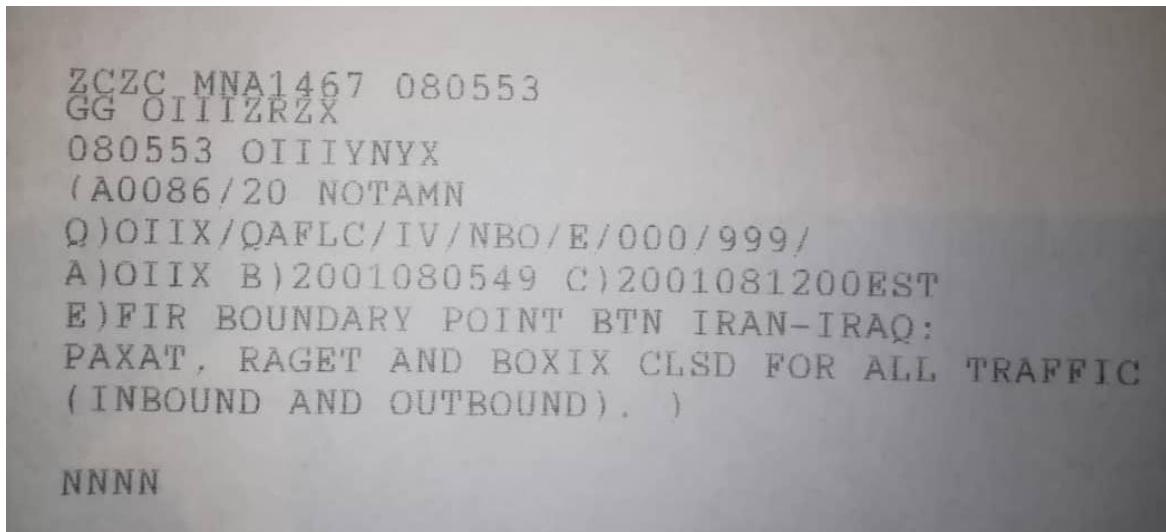 ZCZC MNA1467 080553
GG OIIIZRZX
080553 OIIIYNYX
(A0086/20 NOTAMN
Q)OIIX/QAFLC/IV/NBO/E/000/999/
A)OIIX B)2001080549 C)2001081200EST
E)FIR BOUNDARY POINT BTN IRAN-IRAQ:
PAXAT, RAGET AND BOXIX CLSD FOR ALL TRAFFIC
(INBOUND AND OUTBOUND). )
NNNN